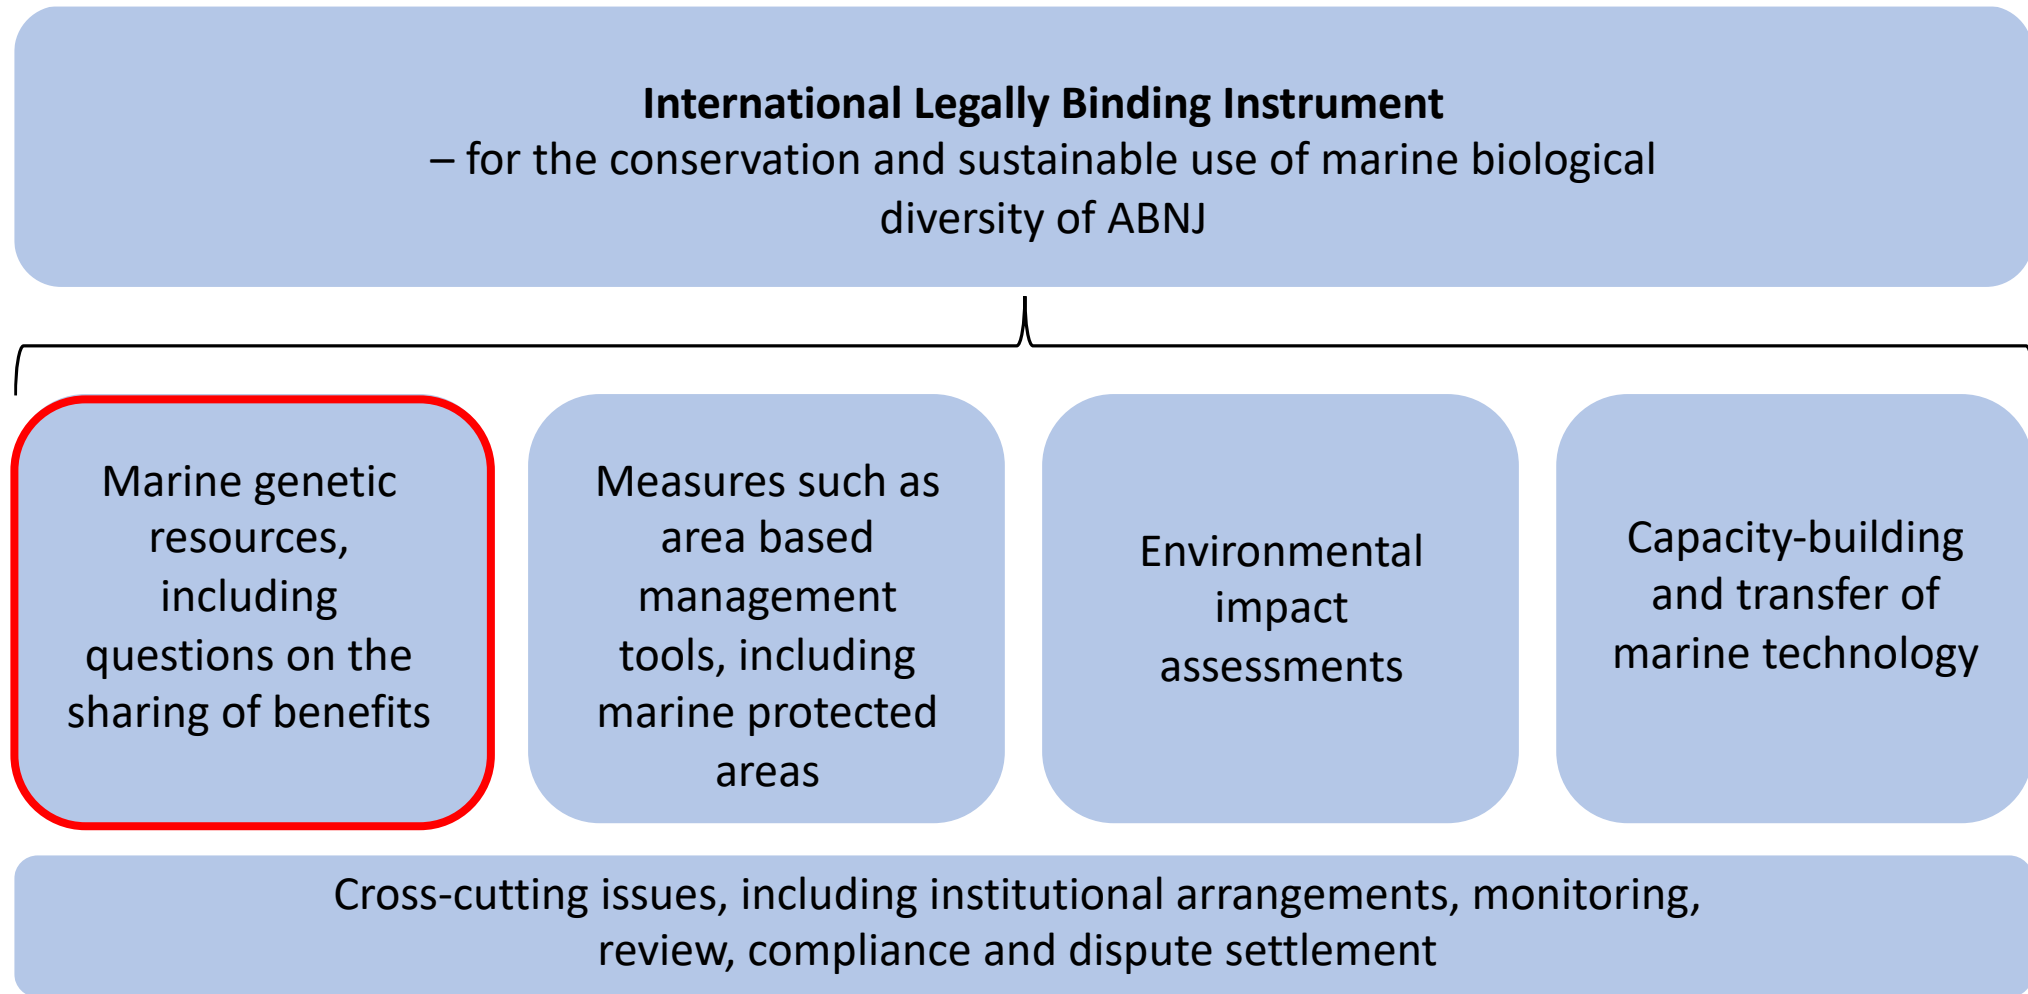 International Legally Binding Instrument
– for the conservation and sustainable use of marine biological
diversity of ABNJ
Marine genetic
resources,
including
questions on the
sharing of benefits
Measures such as
area based
management
tools, including
marine protected
areas
Environmental
impact
assessments
Capacity-building
and transfer of
marine technology
Cross-cutting issues, including institutional arrangements, monitoring,
review, compliance and dispute settlement